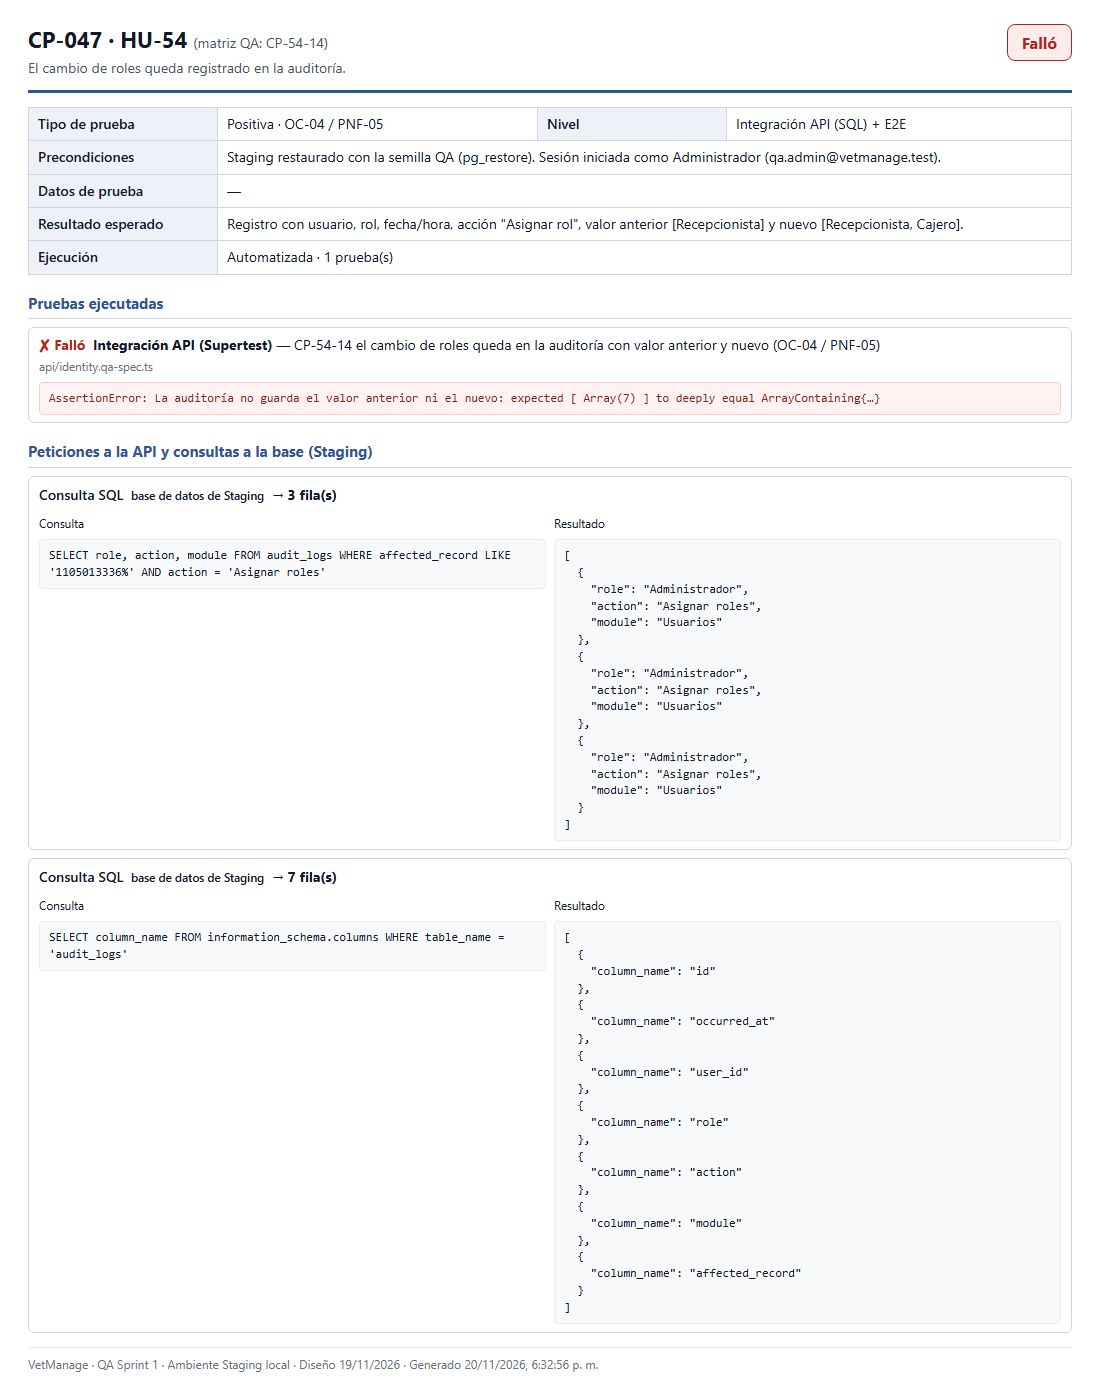 CP-047 · HU-54 (matriz QA: CP-54-14)
Falló
El cambio de roles queda registrado en la auditoría.
Tipo de prueba
Positiva · OC-04 / PNF-05
Nivel
Integración API (SQL) + E2E
Precondiciones
Staging restaurado con la semilla QA (pg_restore). Sesión iniciada como Administrador (qa.admin@vetmanage.test).
Datos de prueba
—
Resultado esperado
Registro con usuario, rol, fecha/hora, acción "Asignar rol", valor anterior [Recepcionista] y nuevo [Recepcionista, Cajero].
Ejecución
Automatizada · 1 prueba(s)
Pruebas ejecutadas
✘ Falló Integración API (Supertest) — CP-54-14 el cambio de roles queda en la auditoría con valor anterior y nuevo (OC-04 / PNF-05)
api/identity.qa-spec.ts
AssertionError: La auditoría no guarda el valor anterior ni el nuevo: expected [ Array(7) ] to deeply equal ArrayContaining{…}
Peticiones a la API y consultas a la base (Staging)
Consulta SQL base de datos de Staging → 3 fila(s)
Consulta
SELECT role, action, module FROM audit_logs WHERE affected_record LIKE
'1105013336%' AND action = 'Asignar roles'
Resultado
[
{
"role": "Administrador",
"action": "Asignar roles",
"module": "Usuarios"
},
{
"role": "Administrador",
"action": "Asignar roles",
"module": "Usuarios"
},
{
"role": "Administrador",
"action": "Asignar roles",
"module": "Usuarios"
}
]
Consulta SQL base de datos de Staging → 7 fila(s)
Consulta
SELECT column_name FROM information_schema.columns WHERE table_name =
'audit_logs'
Resultado
[
{
"column_name": "id"
},
{
"column_name": "occurred_at"
},
{
"column_name": "user_id"
},
{
"column_name": "role"
},
{
"column_name": "action"
},
{
"column_name": "module"
},
{
"column_name": "affected_record"
}
]
VetManage · QA Sprint 1 · Ambiente Staging local · Diseño 19/11/2026 · Generado 20/11/2026, 6:32:56 p. m.